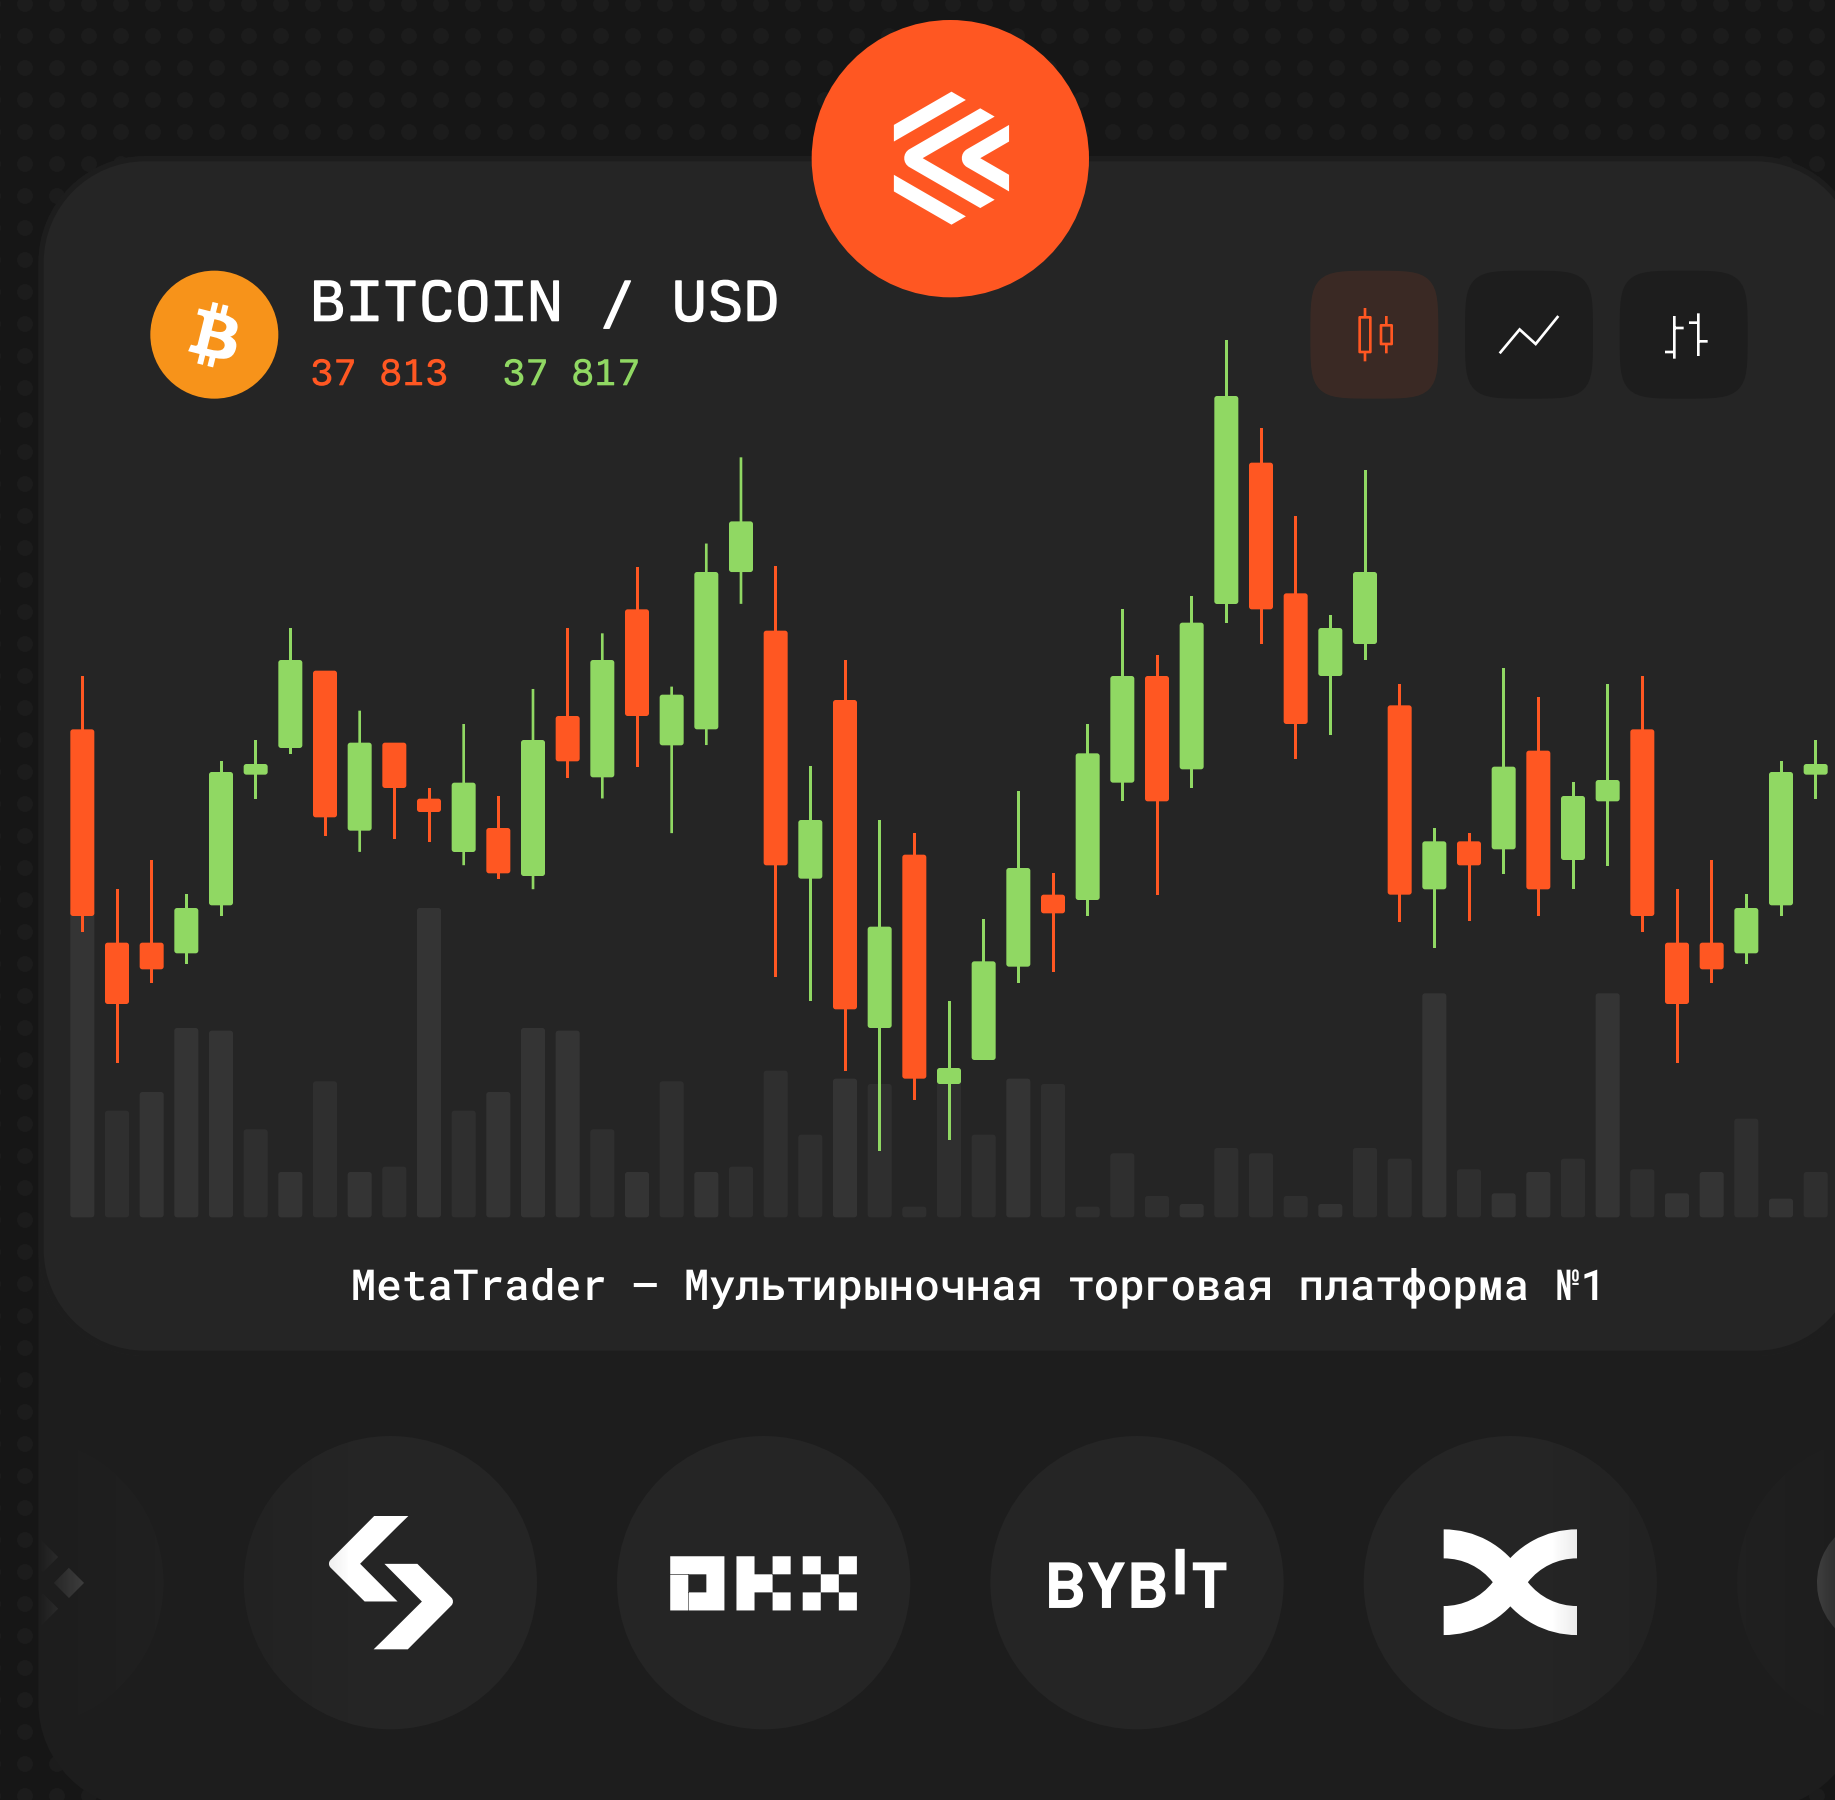 BITCOIN / USD
37 813 37 817
MetaTrader — Мультирыночная торговая платформа №1
OKX
BYBIT